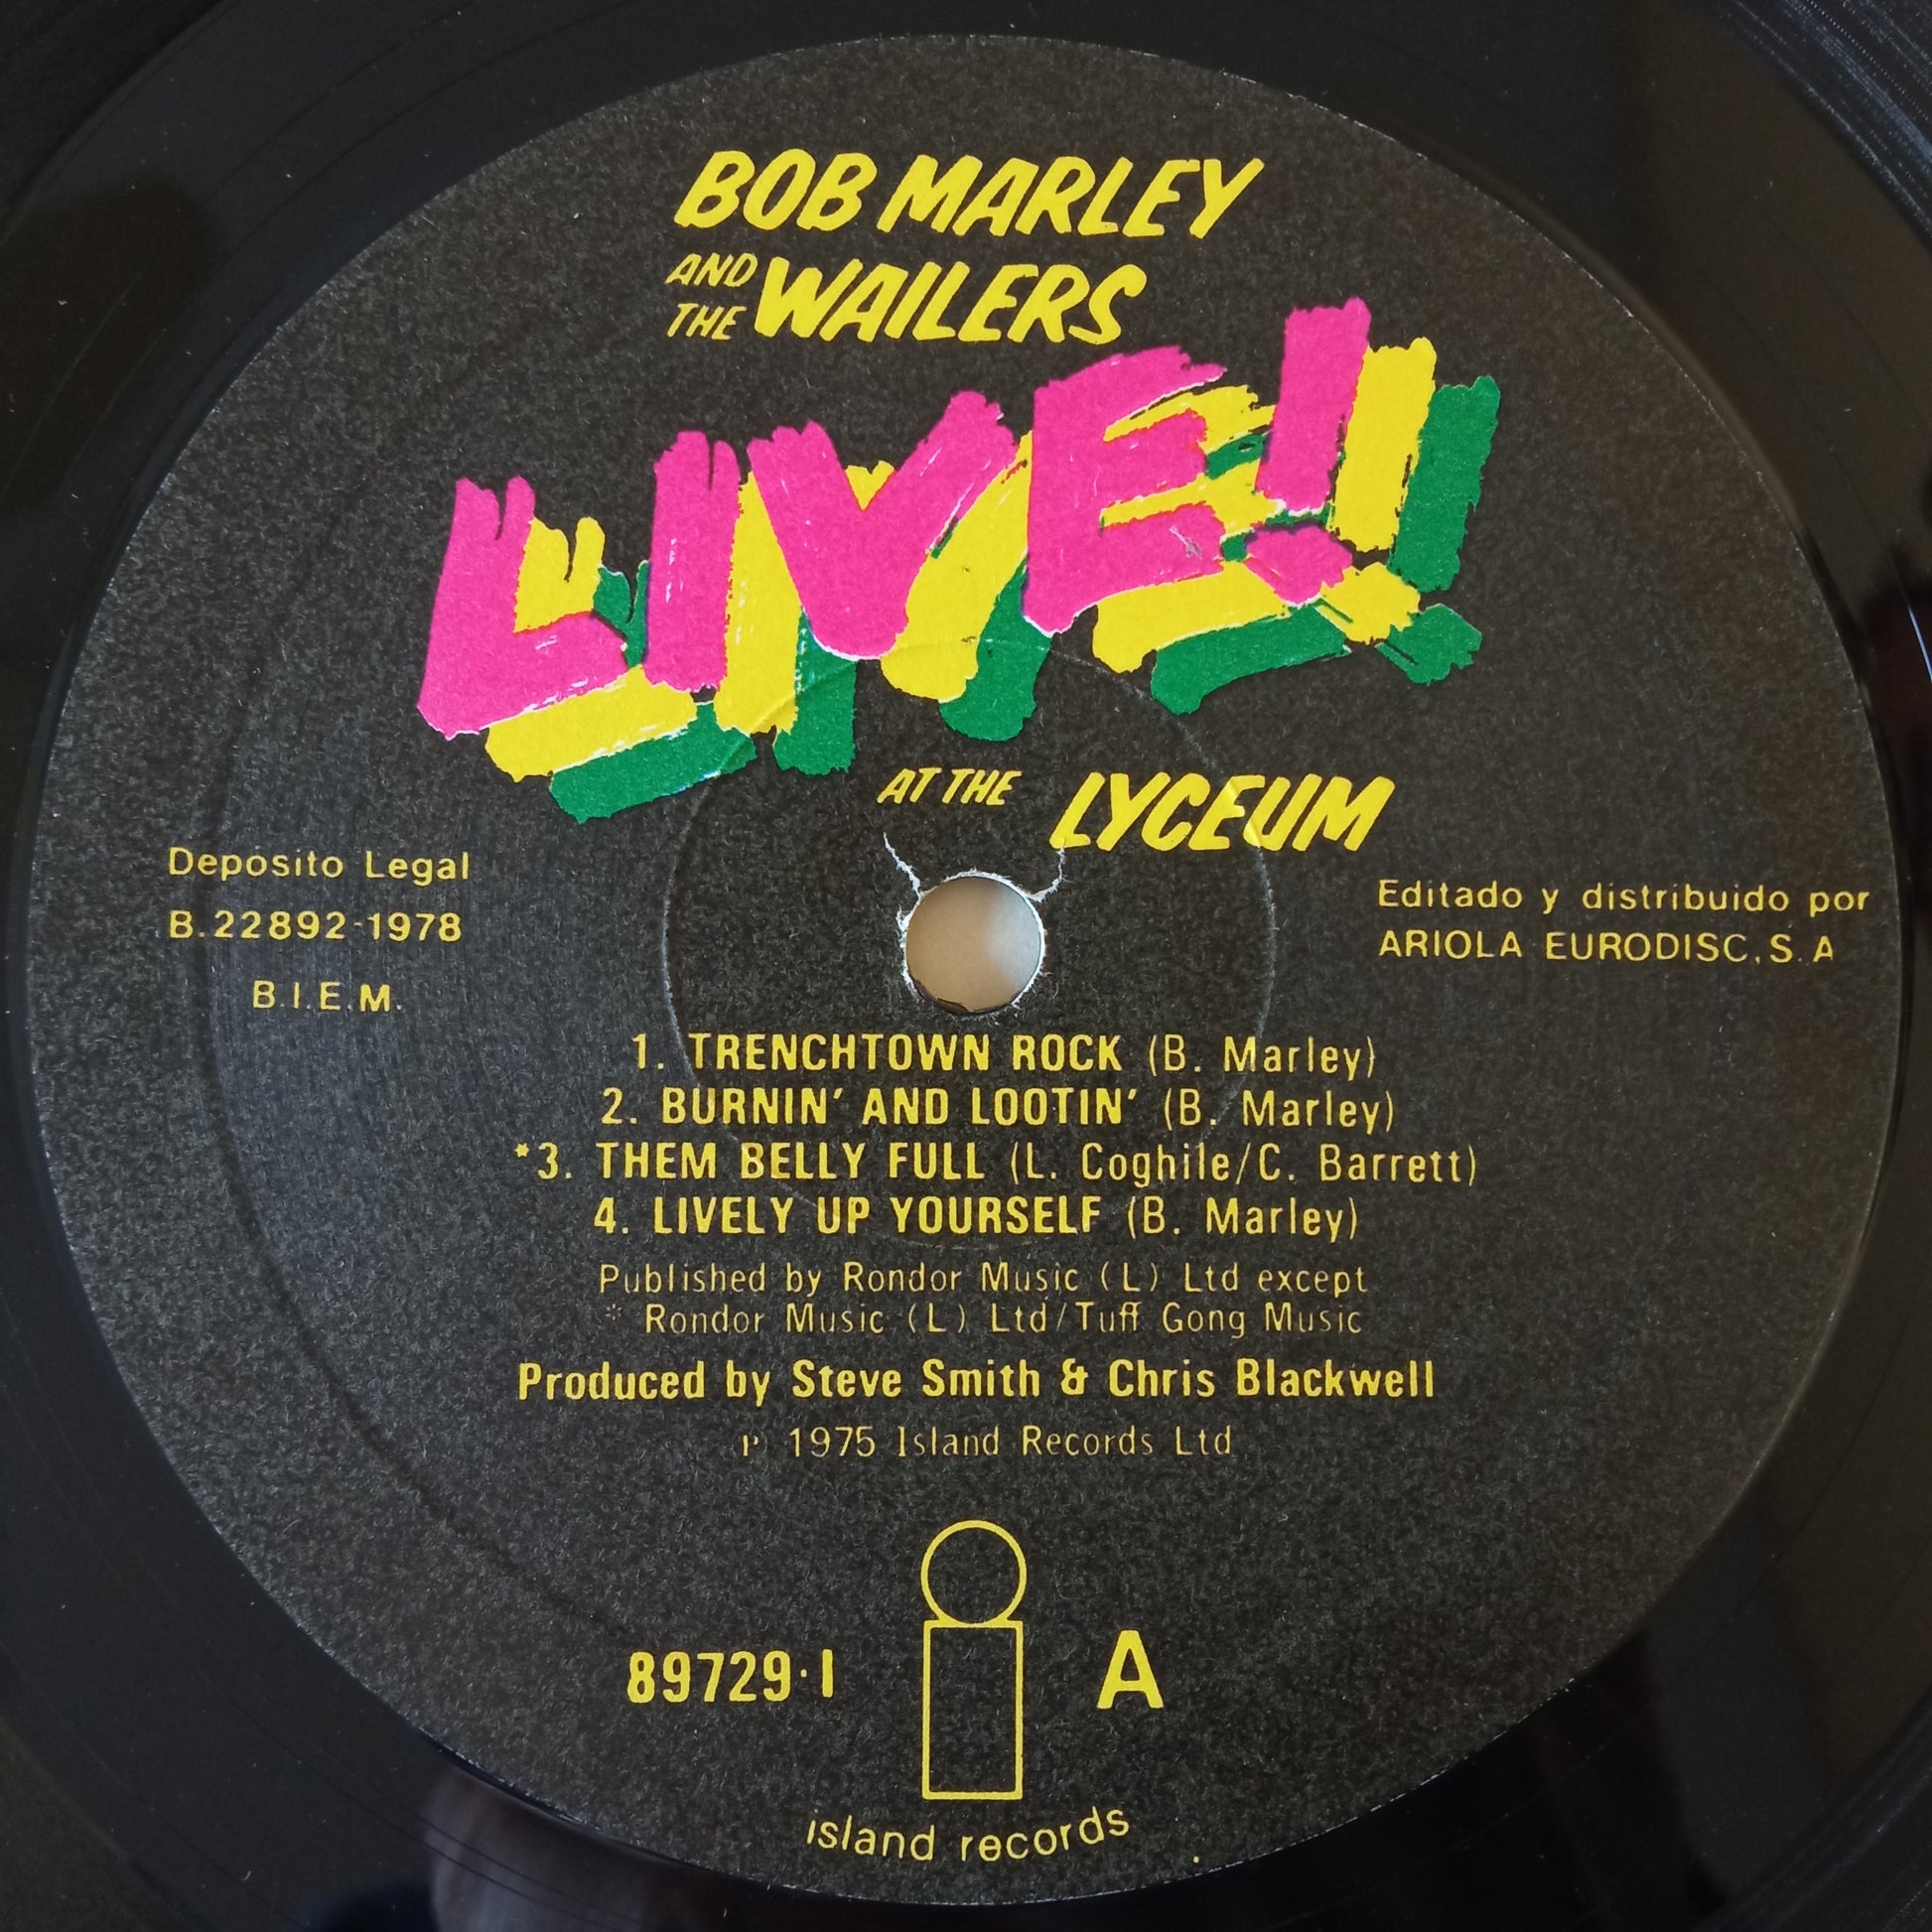 BOB MARLEY
AND THE WAILERS
LIVE!
AT THE LYCEUM
Depósito Legal
B.22892-1978
B.I.E.M.
Editado y distribuido por
ARIOLA EURODISC,S.A
1. TRENCHTOWN ROCK (B. Marley)
2. BURNIN' AND LOOTIN' (B. Marley)
*3. THEM BELLY FULL (L. Coghile/C. Barrett)
4. LIVELY UP YOURSELF (B. Marley)
Published by Rondor Music (L) Ltd except
* Rondor Music (L) Ltd/Tuff Gong Music
Produced by Steve Smith & Chris Blackwell
P 1975 Island Records Ltd
89729·I
A
island records